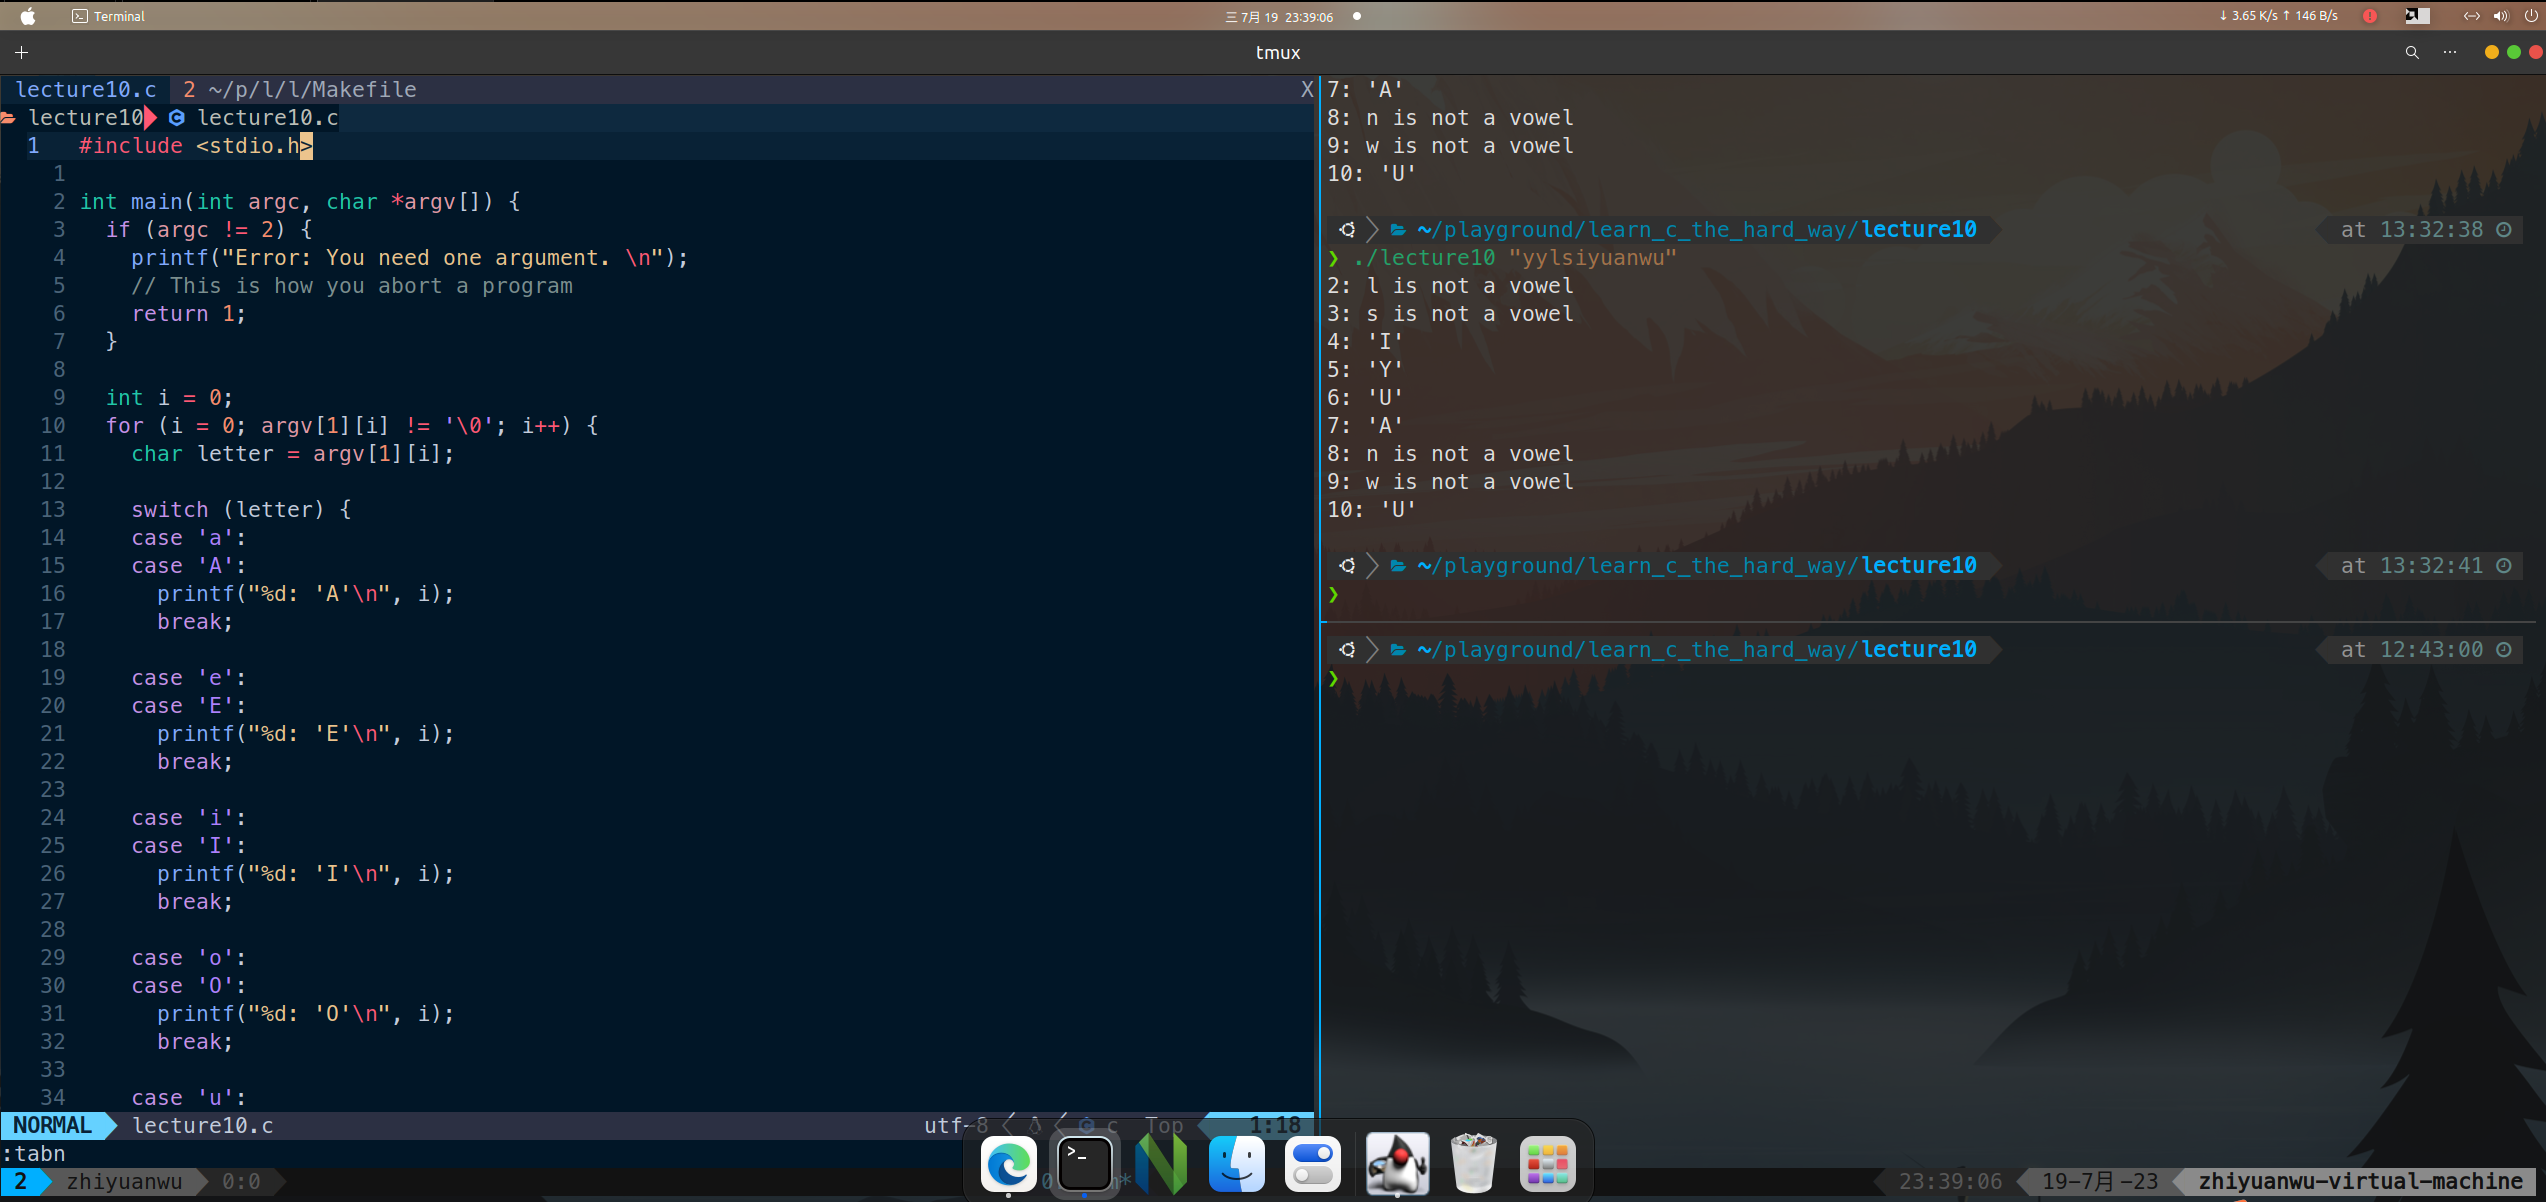 Terminal
三 7月 19 23:39:06
↓ 3.65 K/s ↑ 146 B/s
tmux
lecture10.c 2 ~/p/l/l/Makefile X
lecture10 lecture10.c
1 #include <stdio.h>
1
2 int main(int argc, char *argv[]) {
3 if (argc != 2) {
4 printf("Error: You need one argument. \n");
5 // This is how you abort a program
6 return 1;
7 }
8
9 int i = 0;
10 for (i = 0; argv[1][i] != '\0'; i++) {
11 char letter = argv[1][i];
12
13 switch (letter) {
14 case 'a':
15 case 'A':
16 printf("%d: 'A'\n", i);
17 break;
18
19 case 'e':
20 case 'E':
21 printf("%d: 'E'\n", i);
22 break;
23
24 case 'i':
25 case 'I':
26 printf("%d: 'I'\n", i);
27 break;
28
29 case 'o':
30 case 'O':
31 printf("%d: 'O'\n", i);
32 break;
33
34 case 'u':
NORMAL lecture10.c utf-8 c Top 1:18
:tabn
7: 'A'
8: n is not a vowel
9: w is not a vowel
10: 'U'
~/playground/learn_c_the_hard_way/lecture10 at 13:32:38
❯ ./lecture10 "yylsiyuanwu"
2: l is not a vowel
3: s is not a vowel
4: 'I'
5: 'Y'
6: 'U'
7: 'A'
8: n is not a vowel
9: w is not a vowel
10: 'U'
~/playground/learn_c_the_hard_way/lecture10 at 13:32:41
❯
~/playground/learn_c_the_hard_way/lecture10 at 12:43:00
❯
2 zhiyuanwu 0:0 23:39:06 19-7月-23 zhiyuanwu-virtual-machine